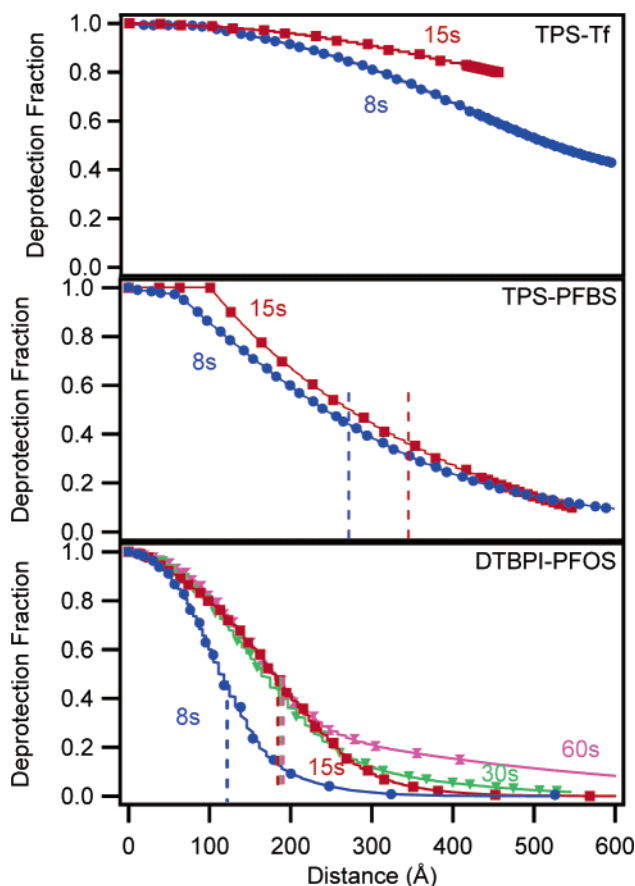 TPS-Tf
15s
8s
Deprotection Fraction
1.0
0.8
0.6
0.4
0.2
0.0
TPS-PFBS
15s
8s
Deprotection Fraction
1.0
0.8
0.6
0.4
0.2
0.0
DTBPI-PFOS
8s
15s
30s
60s
Deprotection Fraction
1.0
0.8
0.6
0.4
0.2
0.0
0 100 200 300 400 500 600
Distance (Å)